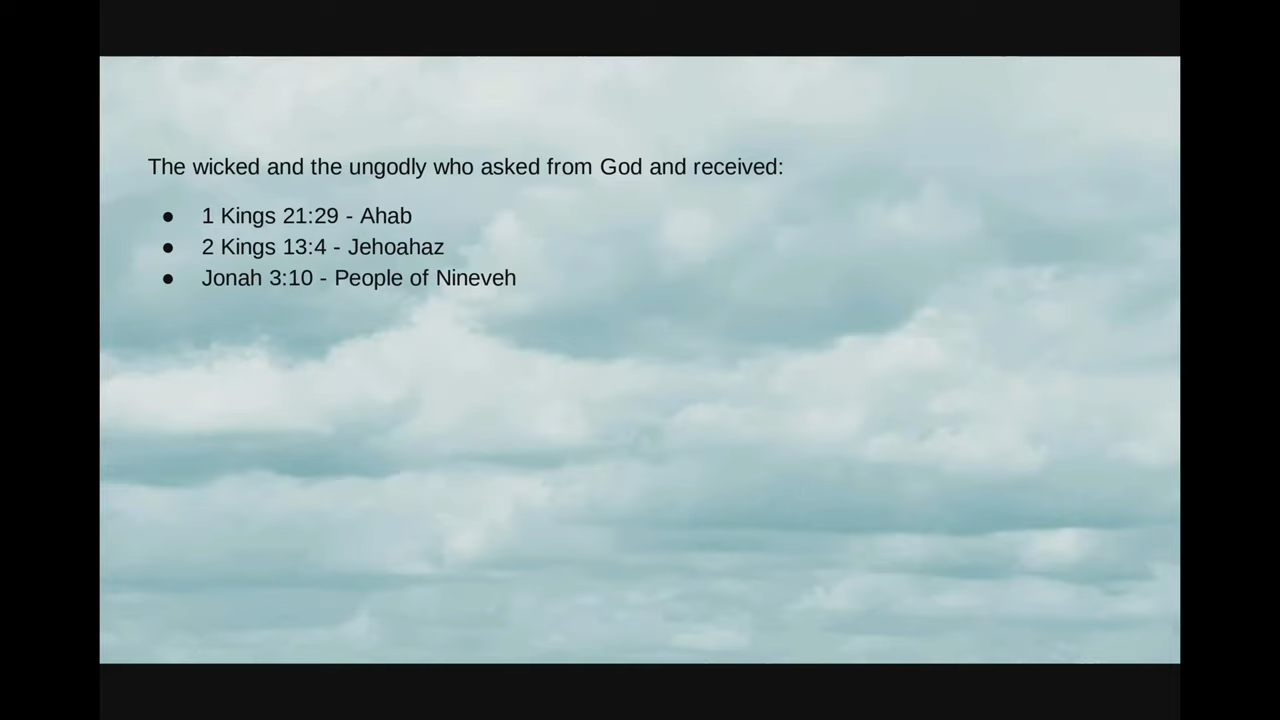 The wicked and the ungodly who asked from God and received:
● 1 Kings 21:29 - Ahab
● 2 Kings 13:4 - Jehoahaz
● Jonah 3:10 - People of Nineveh